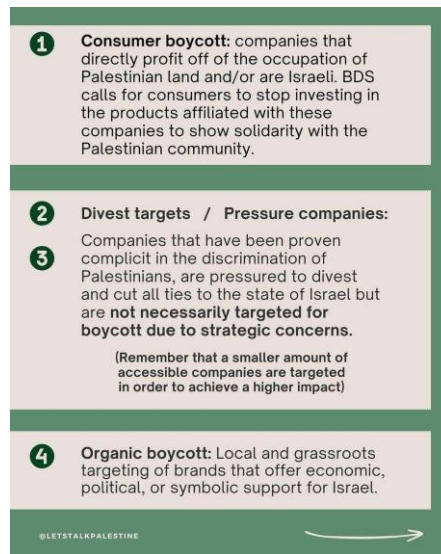 1 Consumer boycott: companies that
directly profit off of the occupation of
Palestinian land and/or are Israeli. BDS
calls for consumers to stop investing in
the products affiliated with these
companies to show solidarity with the
Palestinian community.
2 Divest targets / Pressure companies:
3 Companies that have been proven
complicit in the discrimination of
Palestinians, are pressured to divest
and cut all ties to the state of Israel but
are not necessarily targeted for
boycott due to strategic concerns.
(Remember that a smaller amount of
accessible companies are targeted
in order to achieve a higher impact)
4 Organic boycott: Local and grassroots
targeting of brands that offer economic,
political, or symbolic support for Israel.
@LETSTALKPALESTINE